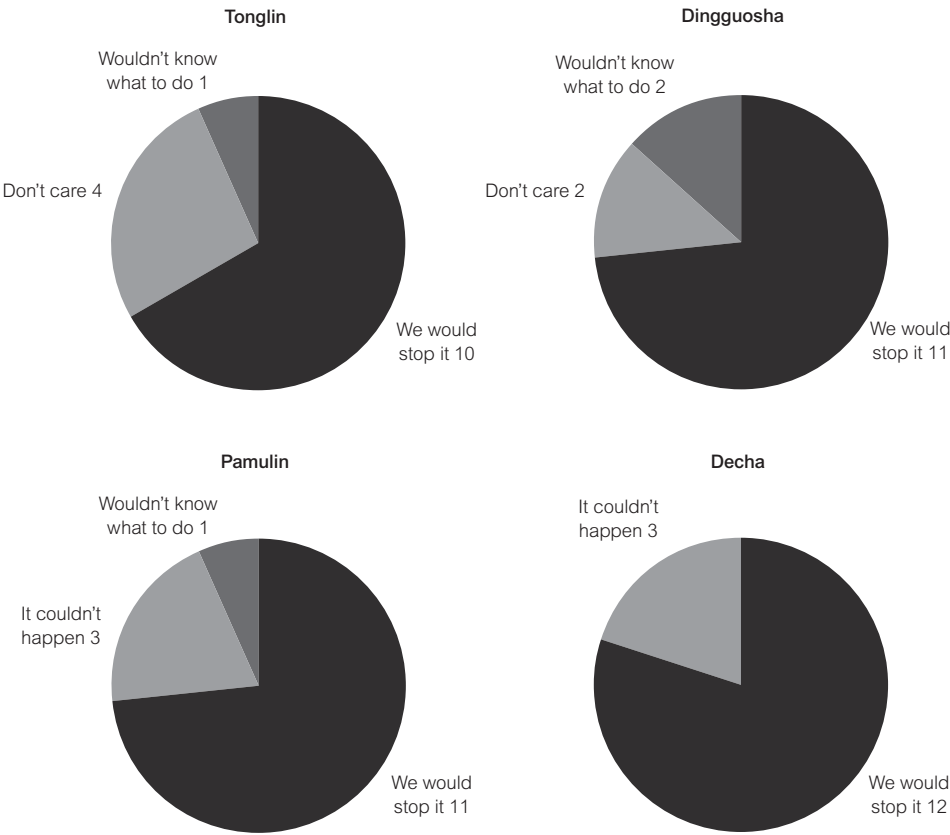 Tonglin
Wouldn't know
what to do 1
Don't care 4
We would
stop it 10
Dingguosha
Wouldn't know
what to do 2
Don't care 2
We would
stop it 11
Pamulin
Wouldn't know
what to do 1
It couldn't
happen 3
We would
stop it 11
Decha
It couldn't
happen 3
We would
stop it 12